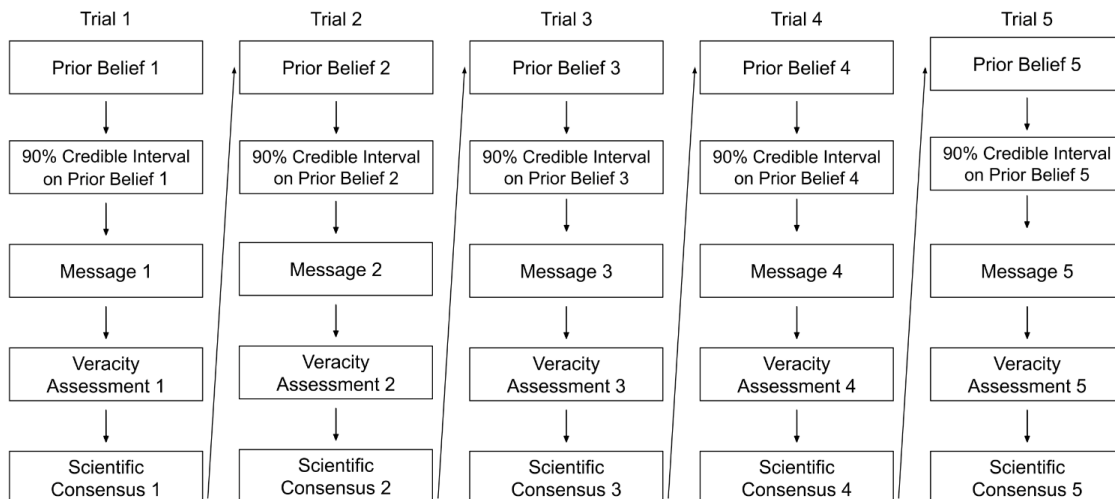 Trial 1
Prior Belief 1
90% Credible Interval
on Prior Belief 1
Message 1
Veracity
Assessment 1
Scientific
Consensus 1
Trial 2
Prior Belief 2
90% Credible Interval
on Prior Belief 2
Message 2
Veracity
Assessment 2
Scientific
Consensus 2
Trial 3
Prior Belief 3
90% Credible Interval
on Prior Belief 3
Message 3
Veracity
Assessment 3
Scientific
Consensus 3
Trial 4
Prior Belief 4
90% Credible Interval
on Prior Belief 4
Message 4
Veracity
Assessment 4
Scientific
Consensus 4
Trial 5
Prior Belief 5
90% Credible Interval
on Prior Belief 5
Message 5
Veracity
Assessment 5
Scientific
Consensus 5